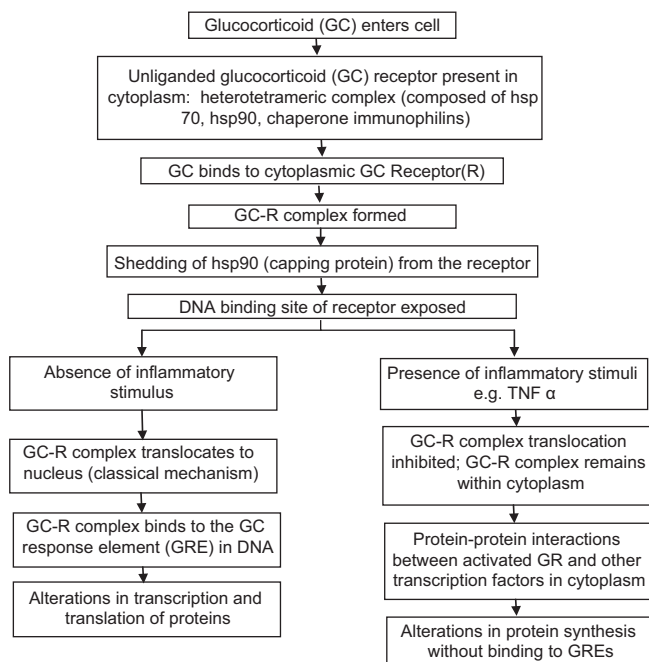 Glucocorticoid (GC) enters cell
Unliganded glucocorticoid (GC) receptor present in
cytoplasm: heterotetrameric complex (composed of hsp
70, hsp90, chaperone immunophilins)
GC binds to cytoplasmic GC Receptor(R)
GC-R complex formed
Shedding of hsp90 (capping protein) from the receptor
DNA binding site of receptor exposed
Absence of inflammatory
stimulus
GC-R complex translocates to
nucleus (classical mechanism)
GC-R complex binds to the GC
response element (GRE) in DNA
Alterations in transcription and
translation of proteins
Presence of inflammatory stimuli
e.g. TNF α
GC-R complex translocation
inhibited; GC-R complex remains
within cytoplasm
Protein-protein interactions
between activated GR and other
transcription factors in cytoplasm
Alterations in protein synthesis
without binding to GREs